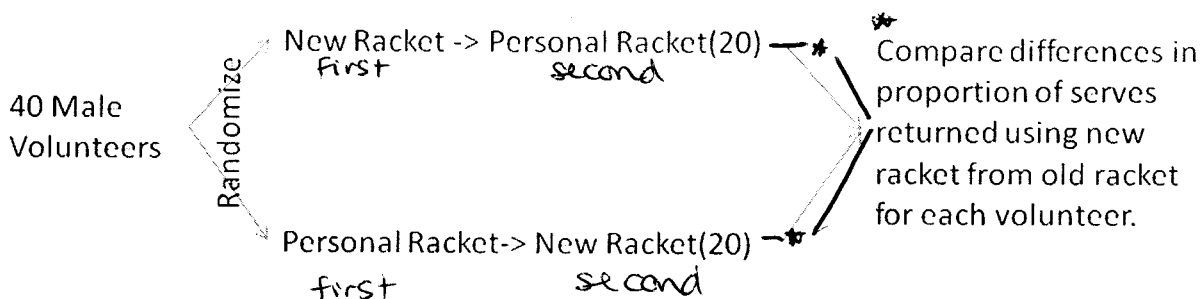 New Racket -> Personal Racket(20)
first second
40 Male
Volunteers
Randomize
Personal Racket-> New Racket(20)
first second
Compare differences in
proportion of serves
returned using new
racket from old racket
for each volunteer.